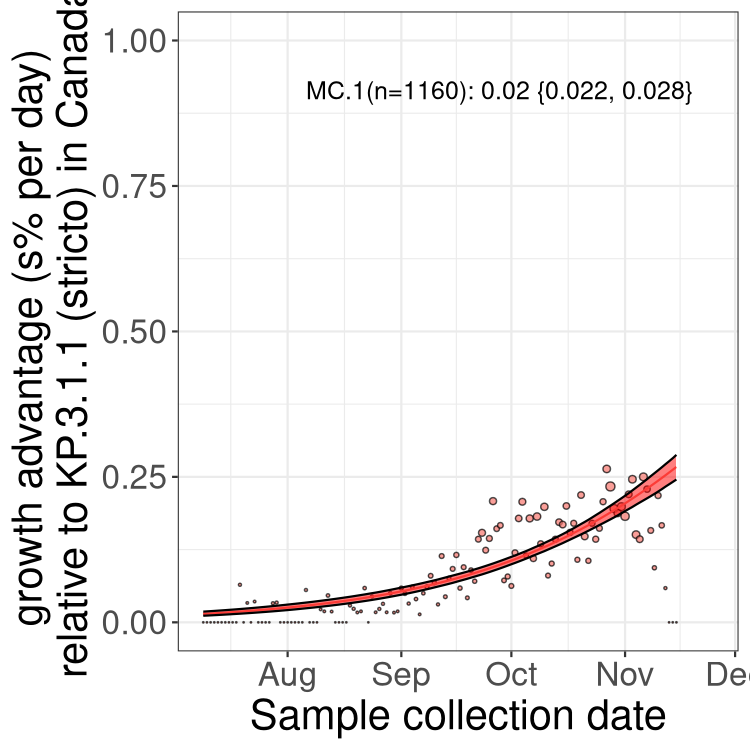 growth advantage (s% per day)
relative to KP.3.1.1 (stricto) in Canada
1.00
0.75
0.50
0.25
0.00
MC.1(n=1160): 0.02 {0.022, 0.028}
Aug Sep Oct Nov Dec
Sample collection date